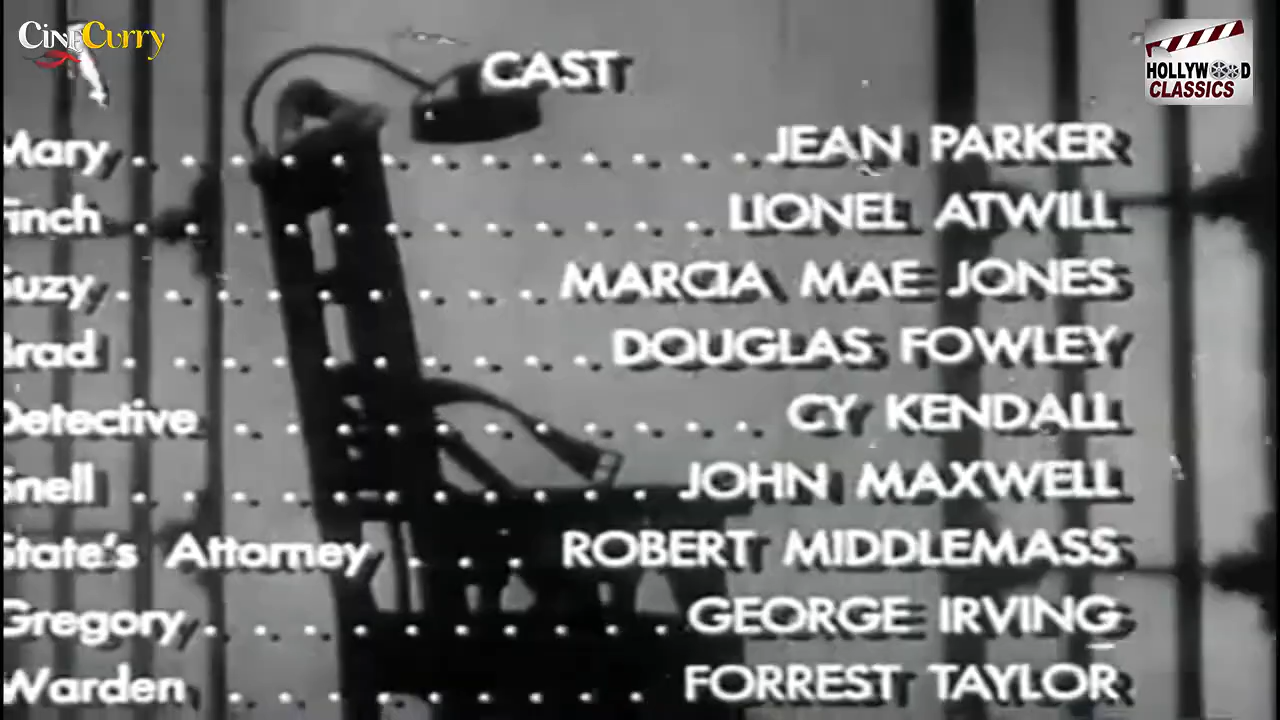 CineCurry
HOLLYWOOD
CLASSICS
CAST
Mary . . . . . . . . . . . . . JEAN PARKER
Finch . . . . . . . . . . . . LIONEL ATWILL
Suzy . . . . . . . . . MARCIA MAE JONES
Brad . . . . . . . . . . DOUGLAS FOWLEY
Detective . . . . . . . . . . . CY KENDALL
Snell . . . . . . . . . . . JOHN MAXWELL
State's Attorney . . . ROBERT MIDDLEMASS
Gregory . . . . . . . . . . GEORGE IRVING
Warden . . . . . . . . . FORREST TAYLOR